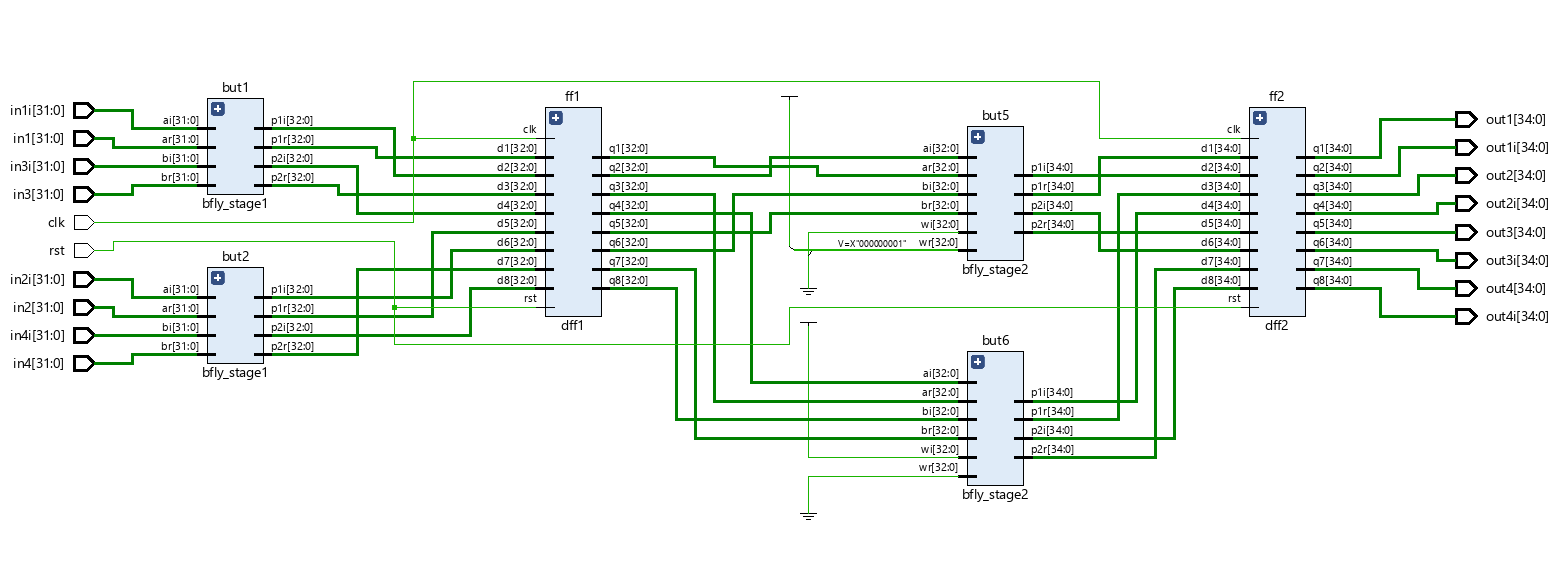 but1
in1i[31:0]
in1[31:0]
in3i[31:0]
in3[31:0]
ai[31:0]
ar[31:0]
bi[31:0]
br[31:0]
p1i[32:0]
p1r[32:0]
p2i[32:0]
p2r[32:0]
bfly_stage1
clk
rst
but2
in2i[31:0]
in2[31:0]
in4i[31:0]
in4[31:0]
ai[31:0]
ar[31:0]
bi[31:0]
br[31:0]
p1i[32:0]
p1r[32:0]
p2i[32:0]
p2r[32:0]
bfly_stage1
ff1
clk
d1[32:0]
d2[32:0]
d3[32:0]
d4[32:0]
d5[32:0]
d6[32:0]
d7[32:0]
d8[32:0]
rst
q1[32:0]
q2[32:0]
q3[32:0]
q4[32:0]
q5[32:0]
q6[32:0]
q7[32:0]
q8[32:0]
dff1
but5
ai[32:0]
ar[32:0]
bi[32:0]
br[32:0]
wi[32:0]
V=X"000000001" wr[32:0]
p1i[34:0]
p1r[34:0]
p2i[34:0]
p2r[34:0]
bfly_stage2
but6
ai[32:0]
ar[32:0]
bi[32:0]
br[32:0]
wi[32:0]
wr[32:0]
p1i[34:0]
p1r[34:0]
p2i[34:0]
p2r[34:0]
bfly_stage2
ff2
clk
d1[34:0]
d2[34:0]
d3[34:0]
d4[34:0]
d5[34:0]
d6[34:0]
d7[34:0]
d8[34:0]
rst
q1[34:0]
q2[34:0]
q3[34:0]
q4[34:0]
q5[34:0]
q6[34:0]
q7[34:0]
q8[34:0]
dff2
out1[34:0]
out1i[34:0]
out2[34:0]
out2i[34:0]
out3[34:0]
out3i[34:0]
out4[34:0]
out4i[34:0]